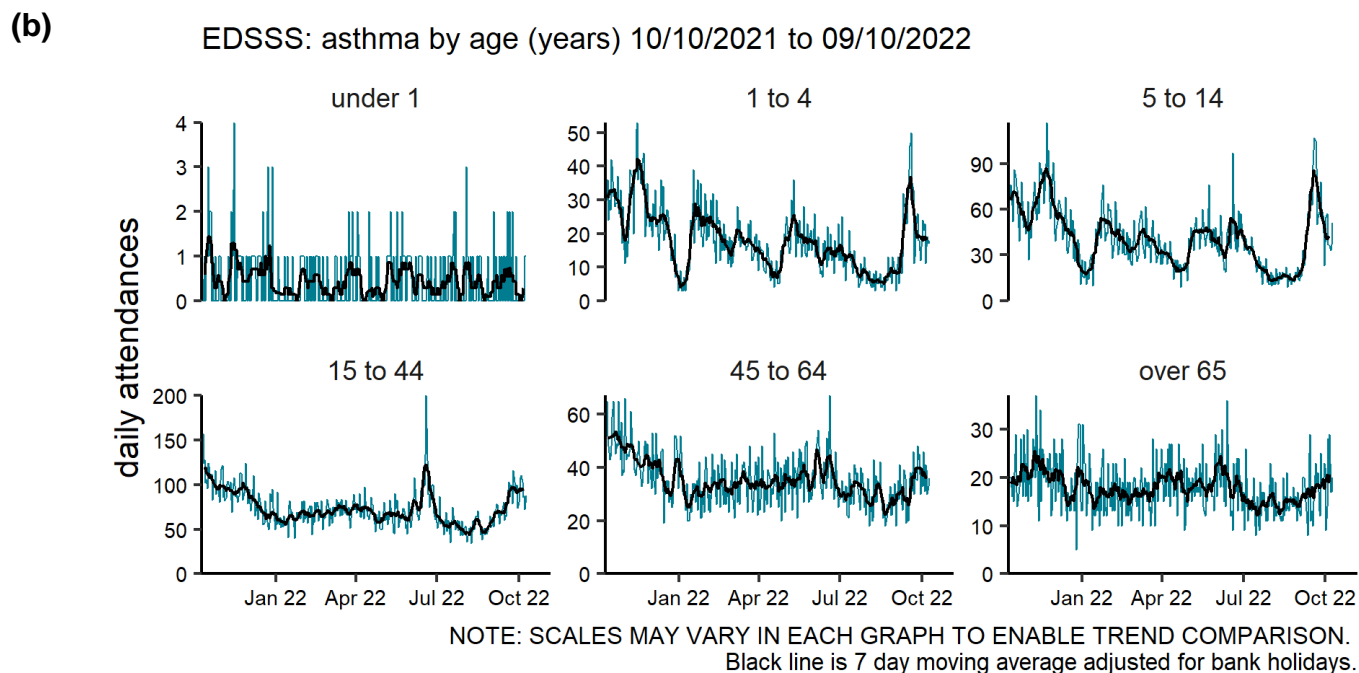 (b)
EDSSS: asthma by age (years) 10/10/2021 to 09/10/2022
daily attendances
under 1
4
3
2
1
0
1 to 4
50
40
30
20
10
0
5 to 14
90
60
30
0
15 to 44
200
150
100
50
0
Jan 22 Apr 22 Jul 22 Oct 22
45 to 64
60
40
20
0
Jan 22 Apr 22 Jul 22 Oct 22
over 65
30
20
10
0
Jan 22 Apr 22 Jul 22 Oct 22
NOTE: SCALES MAY VARY IN EACH GRAPH TO ENABLE TREND COMPARISON.
Black line is 7 day moving average adjusted for bank holidays.